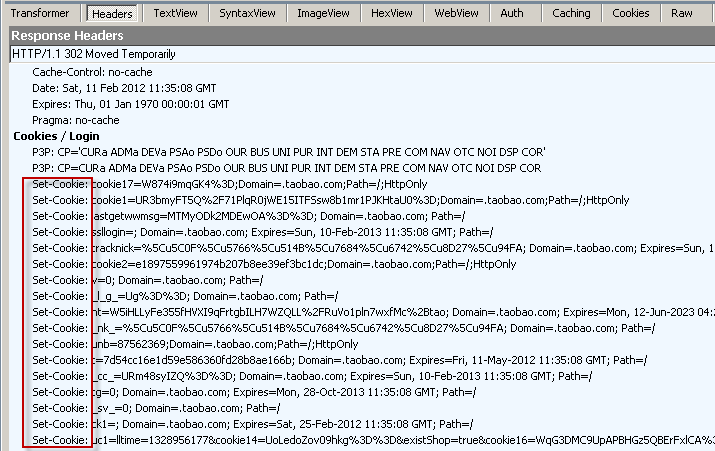 Transformer Headers TextView SyntaxView ImageView HexView WebView Auth Caching Cookies Raw
Response Headers
HTTP/1.1 302 Moved Temporarily
Cache-Control: no-cache
Date: Sat, 11 Feb 2012 11:35:08 GMT
Expires: Thu, 01 Jan 1970 00:00:01 GMT
Pragma: no-cache
Cookies / Login
P3P: CP='CURa ADMa DEVa PSAo PSDo OUR BUS UNI PUR INT DEM STA PRE COM NAV OTC NOI DSP COR'
P3P: CP=CURa ADMa DEVa PSAo PSDo OUR BUS UNI PUR INT DEM STA PRE COM NAV OTC NOI DSP COR
Set-Cookie: cookie17=W874i9mqGK4%3D;Domain=.taobao.com;Path=/;HttpOnly
Set-Cookie: cookie1=UR3bmyFT5Q%2F71PlqR0jWE15ITFSsw8b1mr1PJKHtaU0%3D;Domain=.taobao.com;Path=/;HttpOnly
Set-Cookie: lastgetwwmsg=MTMyODk2MDEwOA%3D%3D; Domain=.taobao.com; Path=/
Set-Cookie: ssllogin=; Domain=.taobao.com; Expires=Sun, 10-Feb-2013 11:35:08 GMT; Path=/
Set-Cookie: tracknick=%5Cu5C0F%5Cu5766%5Cu514B%5Cu7684%5Cu6742%5Cu8D27%5Cu94FA; Domain=.taobao.com; Expires=Sun, 1
Set-Cookie: cookie2=e1897559961974b207b8ee39ef3bc1dc;Domain=.taobao.com;Path=/;HttpOnly
Set-Cookie: v=0; Domain=.taobao.com; Path=/
Set-Cookie: _l_g_=Ug%3D%3D; Domain=.taobao.com; Path=/
Set-Cookie: nt=W5iHLLyFe355fHVXI9qFrtgbILH7WZQLL%2FRuVo1pln7wxfMc%2Btao; Domain=.taobao.com; Expires=Mon, 12-Jun-2023 04:2
Set-Cookie: _nk_=%5Cu5C0F%5Cu5766%5Cu514B%5Cu7684%5Cu6742%5Cu8D27%5Cu94FA; Domain=.taobao.com; Path=/
Set-Cookie: unb=87562369;Domain=.taobao.com;Path=/;HttpOnly
Set-Cookie: t=7d54cc16e1d59e586360fd28b8ae166b; Domain=.taobao.com; Expires=Fri, 11-May-2012 11:35:08 GMT; Path=/
Set-Cookie: _cc_=URm48syIZQ%3D%3D; Domain=.taobao.com; Expires=Sun, 10-Feb-2013 11:35:08 GMT; Path=/
Set-Cookie: tg=0; Domain=.taobao.com; Expires=Mon, 28-Oct-2013 11:35:08 GMT; Path=/
Set-Cookie: _sv_=0; Domain=.taobao.com; Path=/
Set-Cookie: ck1=; Domain=.taobao.com; Expires=Sat, 25-Feb-2012 11:35:08 GMT; Path=/
Set-Cookie: uc1=lltime=1328956177&cookie14=UoLedoZov09hkg%3D%3D&existShop=true&cookie16=WqG3DMC9UpAPBHGz5QBErFxlCA%3